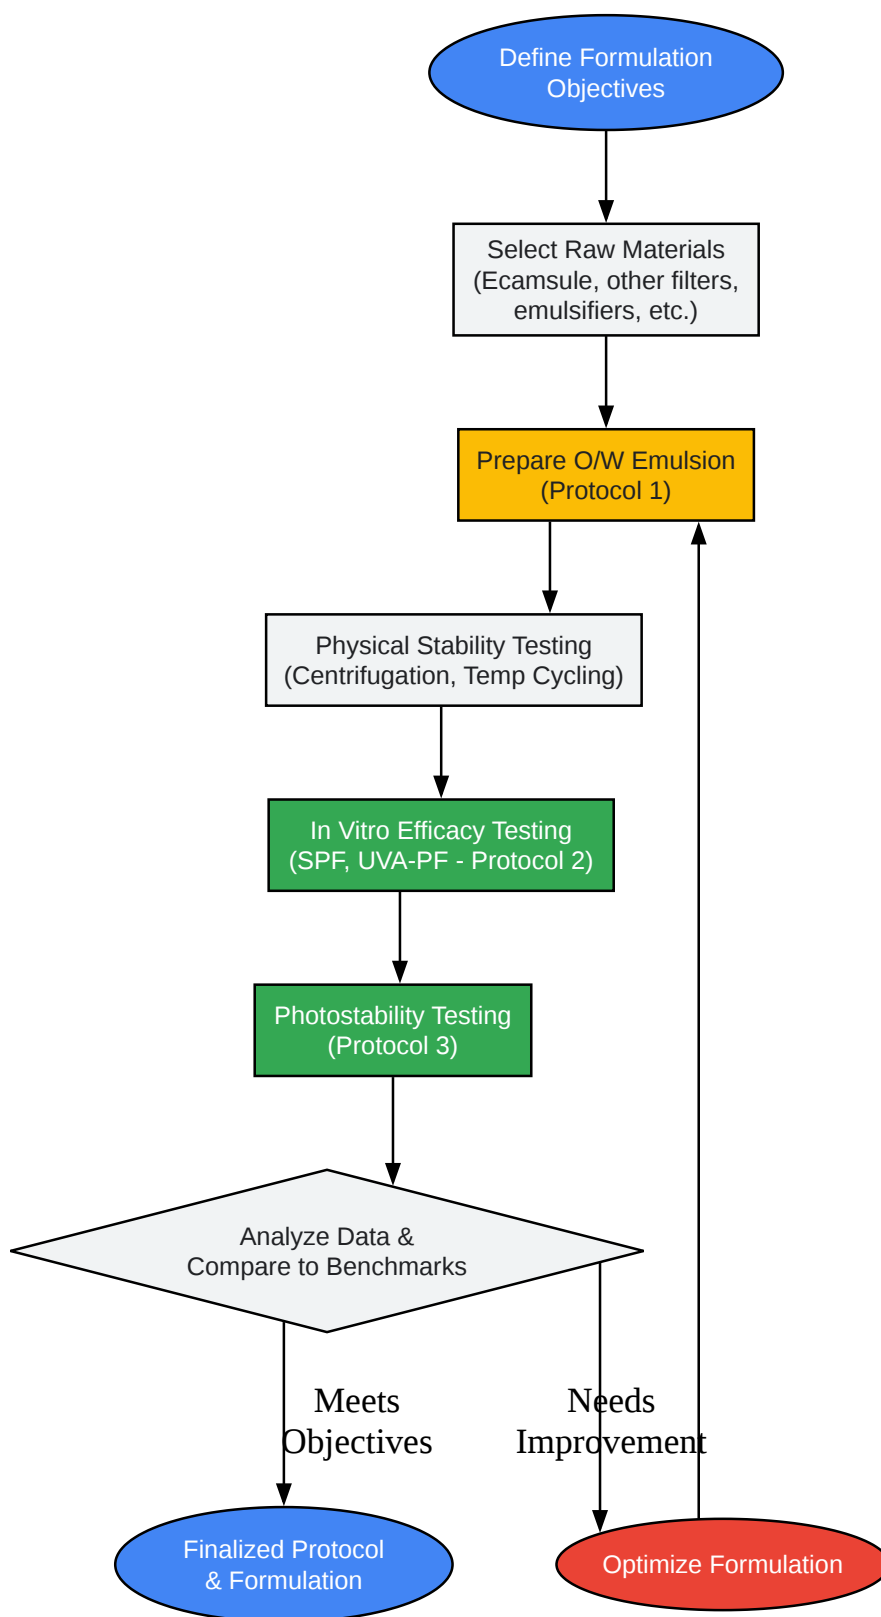 Define Formulation
Objectives
Select Raw Materials
(Ecamsule, other filters,
emulsifiers, etc.)
Prepare O/W Emulsion
(Protocol 1)
Physical Stability Testing
(Centrifugation, Temp Cycling)
In Vitro Efficacy Testing
(SPF, UVA-PF - Protocol 2)
Photostability Testing
(Protocol 3)
Analyze Data &
Compare to Benchmarks
Meets
Objectives
Needs
Improvement
Finalized Protocol
& Formulation
Optimize Formulation